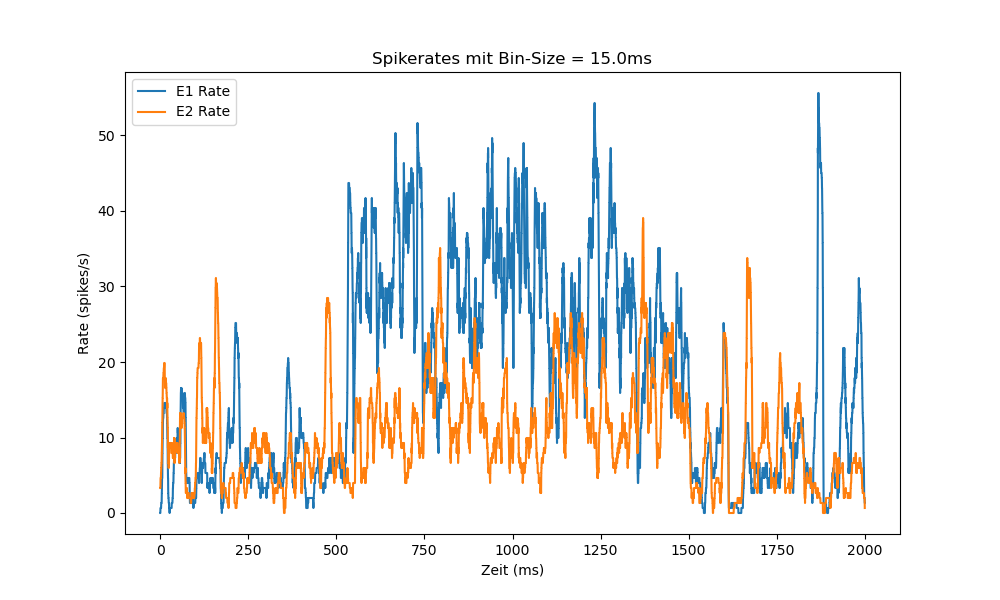 Spikerates mit Bin-Size = 15.0ms
E1 Rate
E2 Rate
Rate (spikes/s)
50
40
30
20
10
0
0 250 500 750 1000 1250 1500 1750 2000
Zeit (ms)